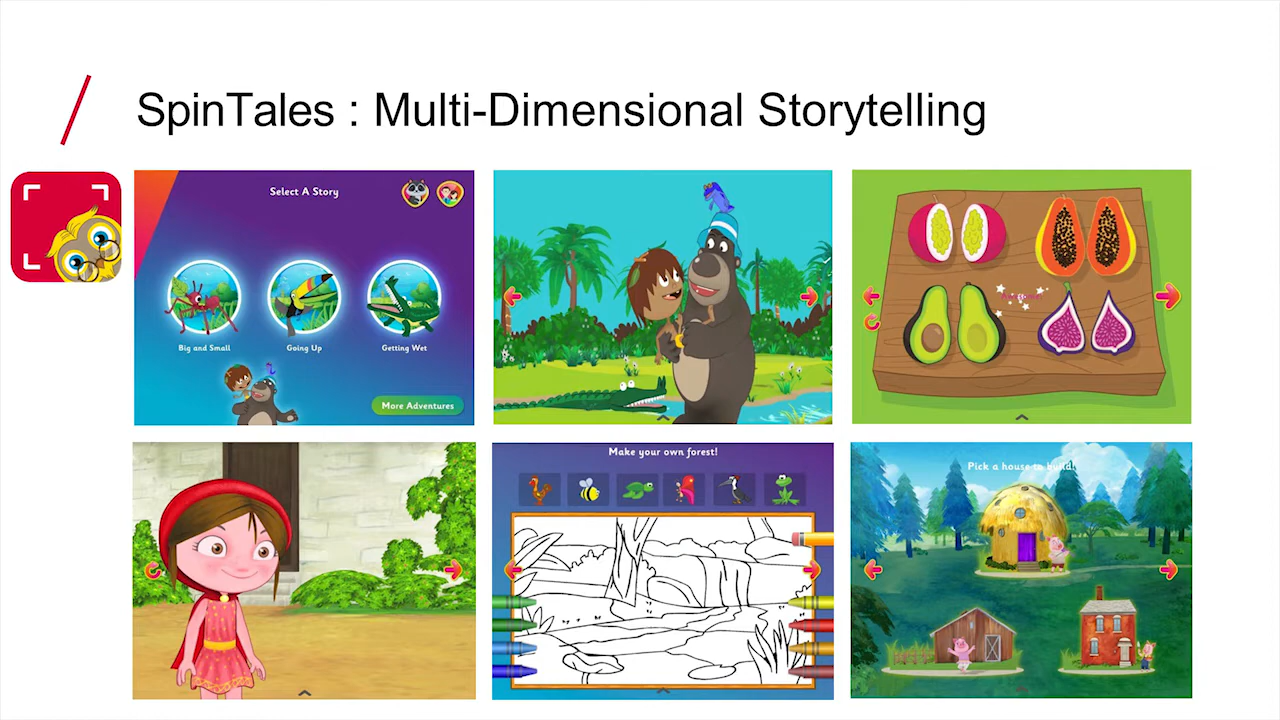 SpinTales : Multi-Dimensional Storytelling
Select A Story
Big and Small
Going Up
Getting Wet
More Adventures
Make your own forest!
Pick a house to build!